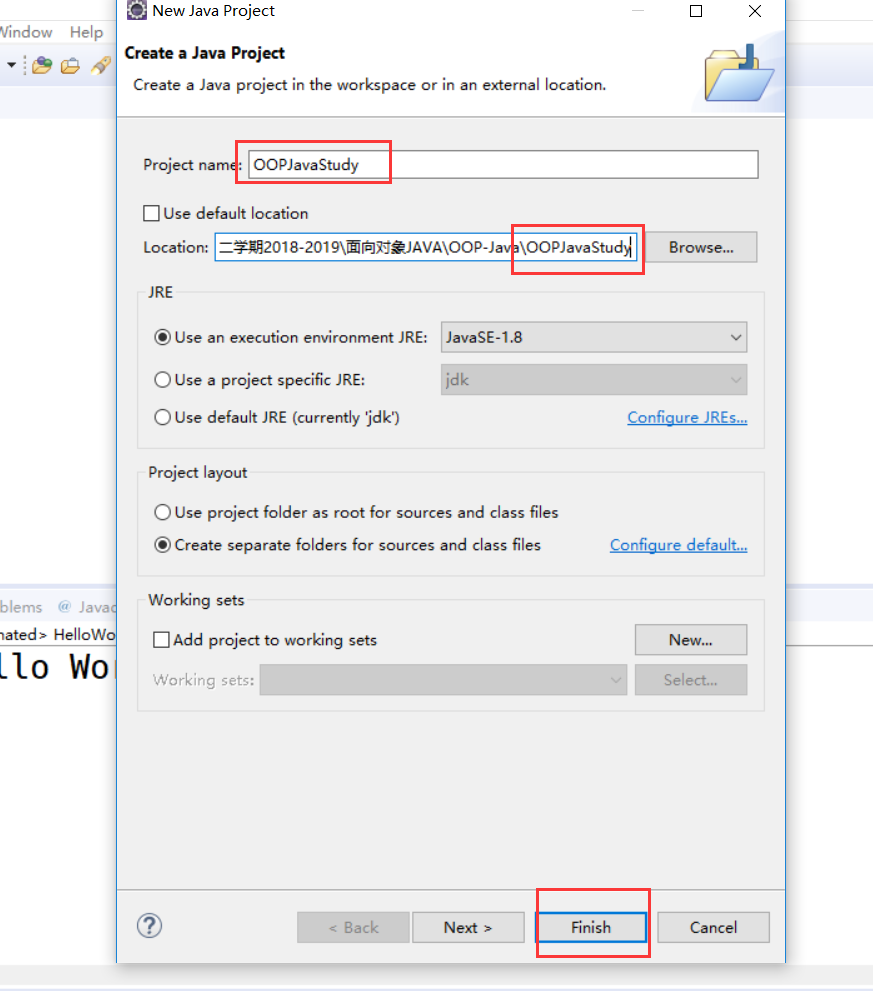 New Java Project
Window Help
Create a Java Project
Create a Java project in the workspace or in an external location.
Project name: OOPJavaStudy
Use default location
Location: 二学期2018-2019\面向对象JAVA\OOP-Java\OOPJavaStudy Browse...
JRE
Use an execution environment JRE: JavaSE-1.8
Use a project specific JRE: jdk
Use default JRE (currently 'jdk') Configure JREs...
Project layout
Use project folder as root for sources and class files
Create separate folders for sources and class files Configure default...
Working sets
blems @ Javad
nated> HelloWo
Add project to working sets New...
llo Wor
Working sets: Select...
? < Back Next > Finish Cancel